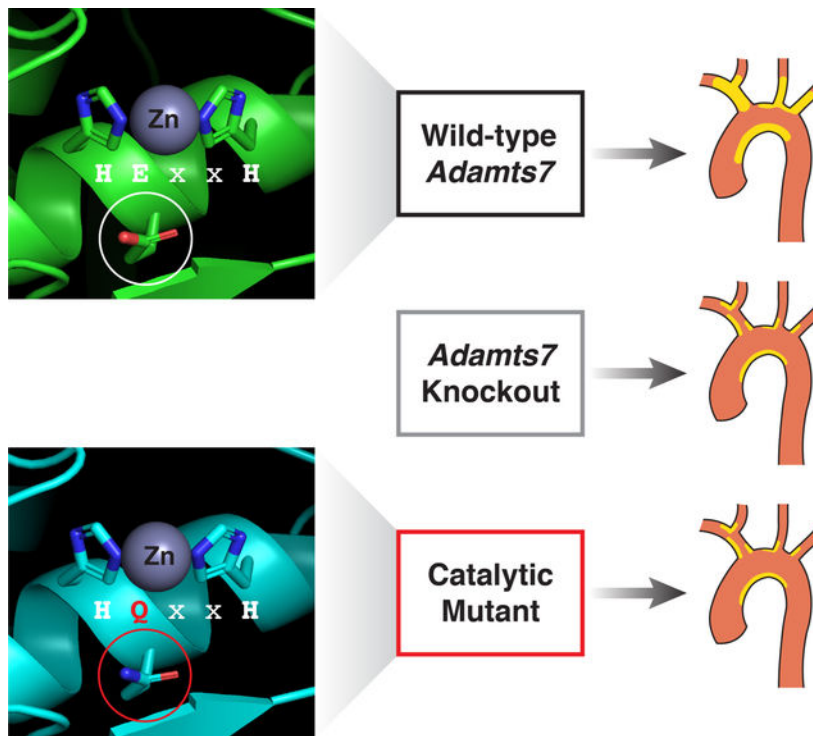 Zn
H E x x H
Wild-type
Adamts7
Adamts7
Knockout
Zn
H Q x x H
Catalytic
Mutant